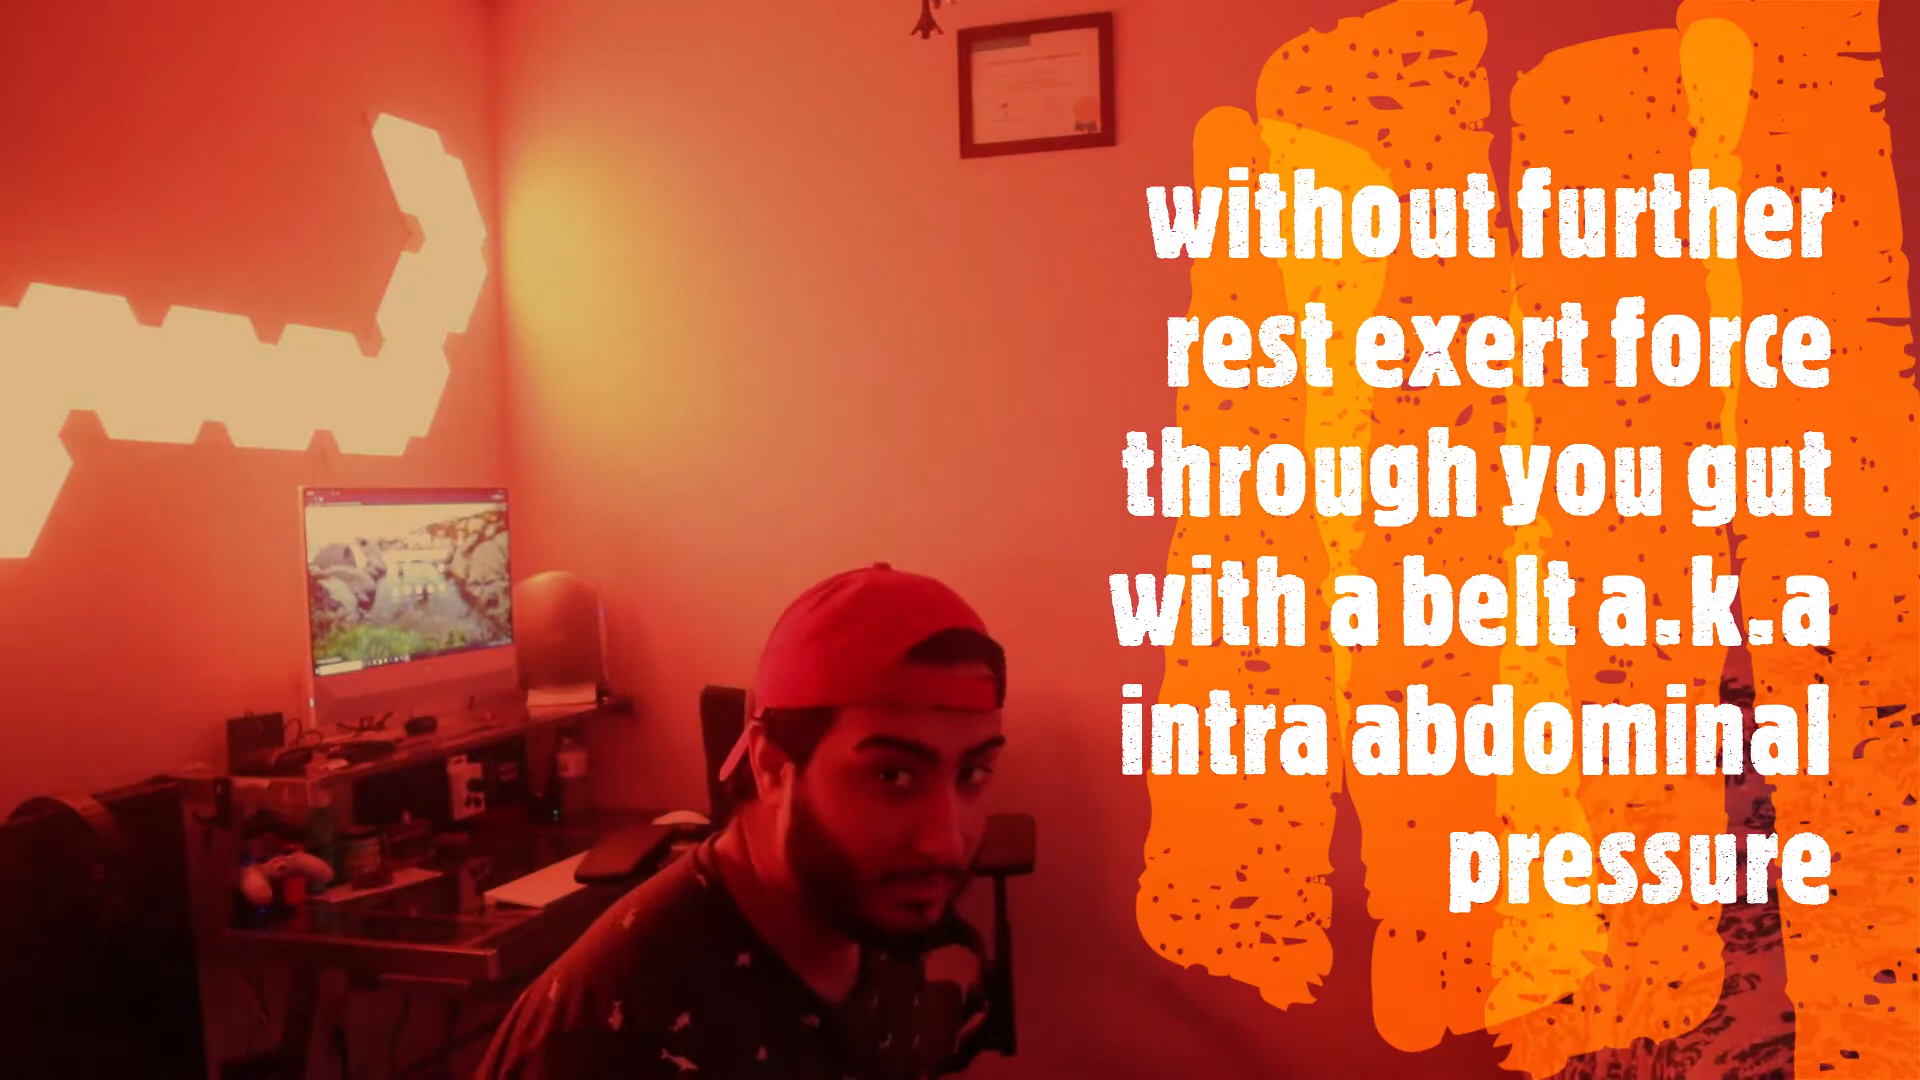 without further
rest exert force
through you gut
with a belt a.k.a
intra abdominal
pressure